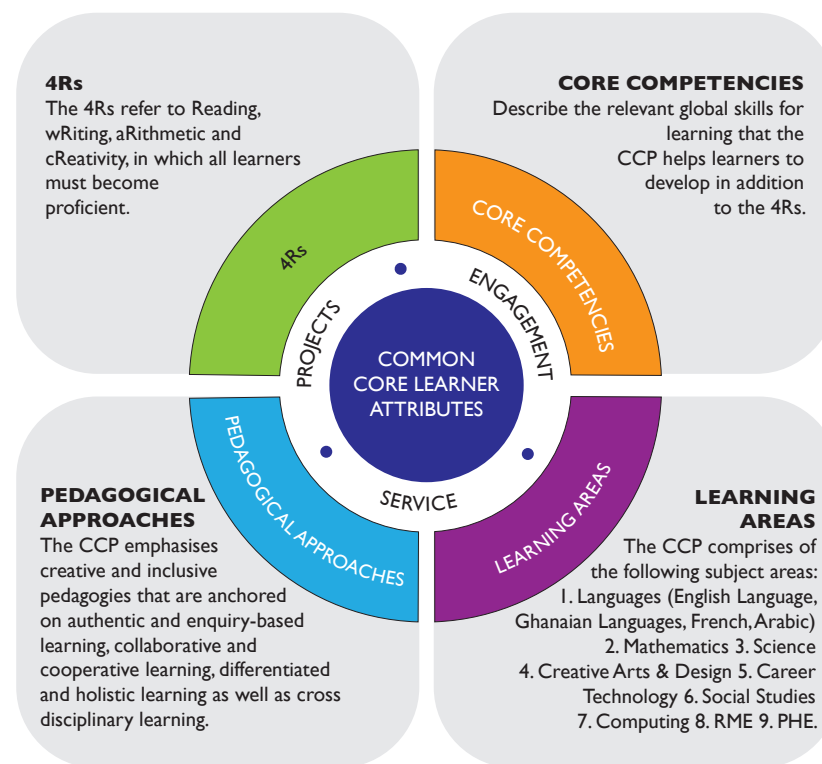 4Rs
The 4Rs refer to Reading,
wRiting, aRithmetic and
cReativity, in which all learners
must become
proficient.
CORE COMPETENCIES
Describe the relevant global skills for
learning that the
CCP helps learners to
develop in addition
to the 4Rs.
4Rs
CORE COMPETENCIES
PROJECTS
ENGAGEMENT
COMMON
CORE LEARNER
ATTRIBUTES
SERVICE
PEDAGOGICAL APPROACHES
LEARNING AREAS
PEDAGOGICAL
APPROACHES
The CCP emphasises
creative and inclusive
pedagogies that are anchored
on authentic and enquiry-based
learning, collaborative and
cooperative learning, differentiated
and holistic learning as well as cross
disciplinary learning.
LEARNING
AREAS
The CCP comprises of
the following subject areas:
1. Languages (English Language,
Ghanaian Languages, French, Arabic)
2. Mathematics 3. Science
4. Creative Arts & Design 5. Career
Technology 6. Social Studies
7. Computing 8. RME 9. PHE.